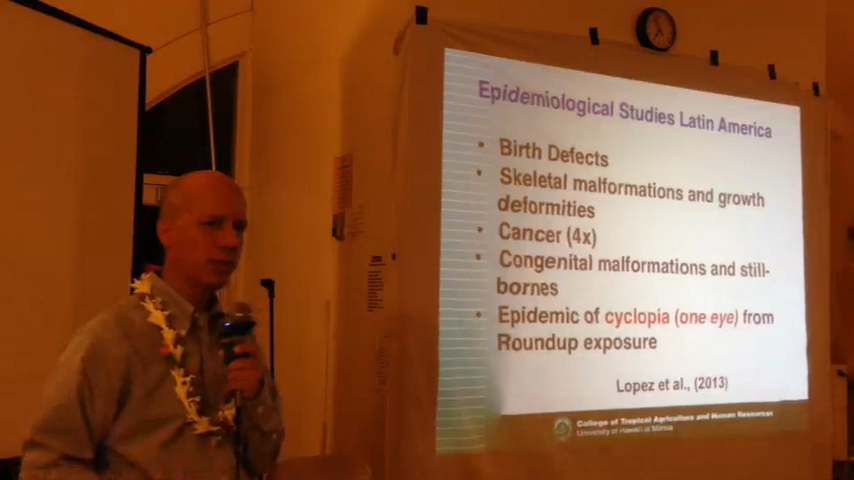 Epidemiological Studies Latin America
• Birth Defects
• Skeletal malformations and growth
deformities
• Cancer (4x)
• Congenital malformations and still-
bornes
• Epidemic of cyclopia (one eye) from
Roundup exposure
Lopez et al., (2013)
College of Tropical Agriculture and Human Resources
University of Hawai‘i at Mānoa